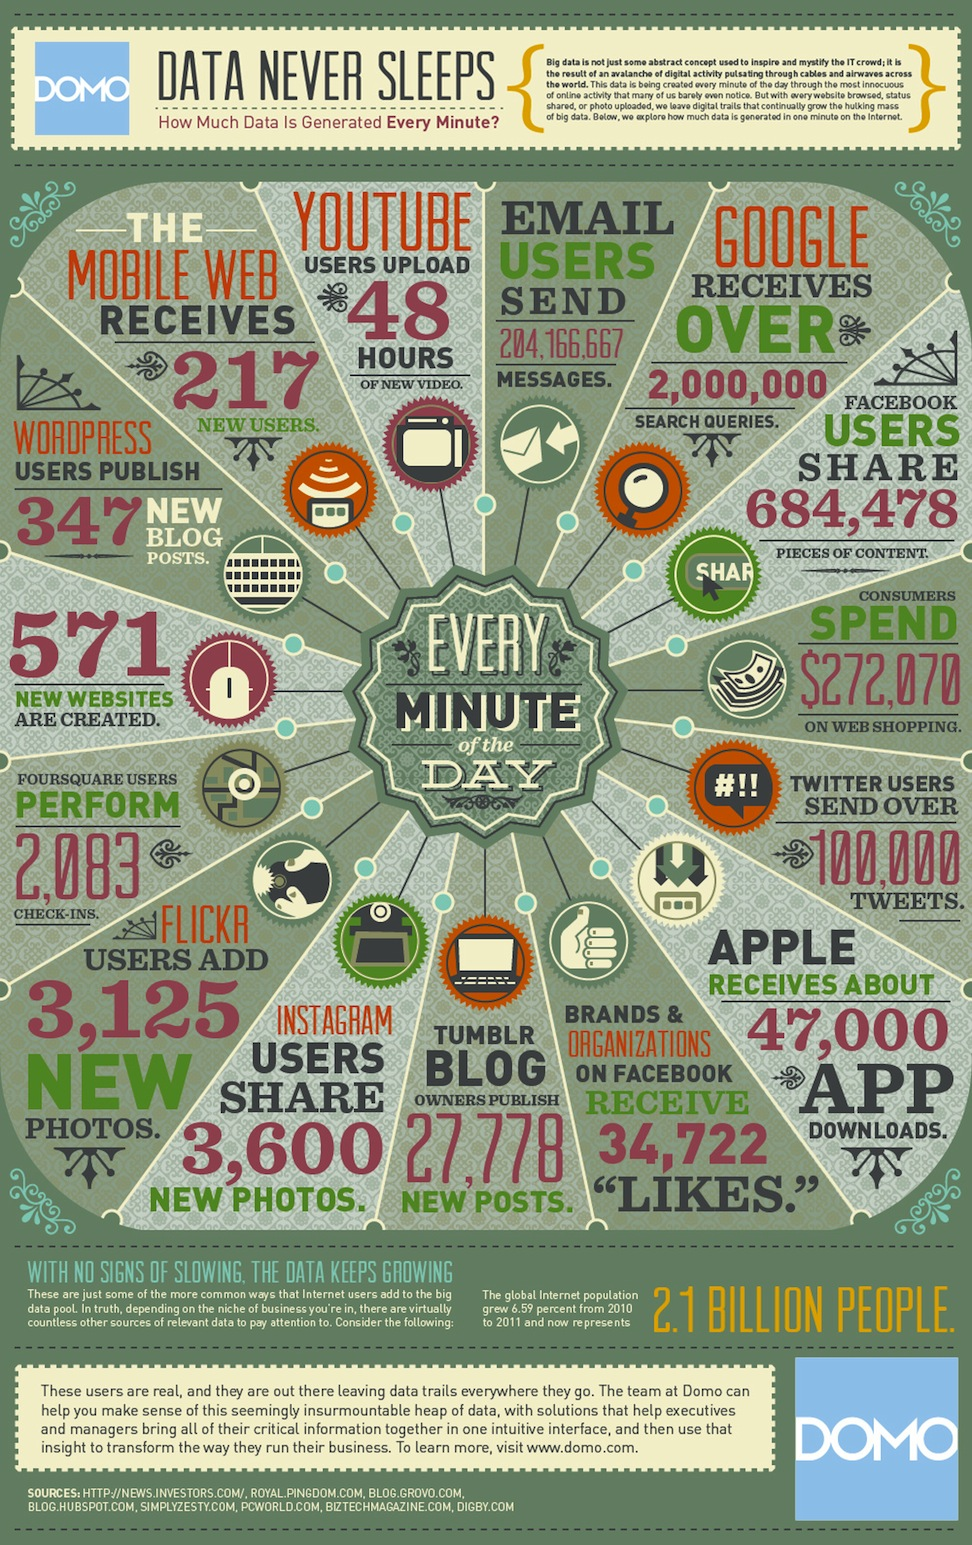 DOMO
DATA NEVER SLEEPS
How Much Data Is Generated Every Minute?
Big data is not just some abstract concept used to inspire and mystify the IT crowd; it is
the result of an avalanche of digital activity pulsating through cables and airwaves across
the world. This data is being created every minute of the day through the most innocuous
of online activity that many of us barely even notice. But with every website browsed, status
shared, or photo uploaded, we leave digital trails that continually grow the hulking mass
of big data. Below, we explore how much data is generated in one minute on the Internet.
THE
MOBILE WEB
RECEIVES
217
NEW USERS.
YOUTUBE
USERS UPLOAD
48
HOURS
OF NEW VIDEO.
EMAIL
USERS
SEND
204,166,667
MESSAGES.
GOOGLE
RECEIVES
OVER
2,000,000
SEARCH QUERIES.
FACEBOOK
USERS
SHARE
684,478
PIECES OF CONTENT.
SHAR
CONSUMERS
SPEND
$272,070
ON WEB SHOPPING.
TWITTER USERS
SEND OVER
100,000
TWEETS.
#!!
APPLE
RECEIVES ABOUT
47,000
APP
DOWNLOADS.
BRANDS &
ORGANIZATIONS
ON FACEBOOK
RECEIVE
34,722
"LIKES."
TUMBLR
BLOG
OWNERS PUBLISH
27,778
NEW POSTS.
INSTAGRAM
USERS
SHARE
3,600
NEW PHOTOS.
FLICKR
USERS ADD
3,125
NEW
PHOTOS.
FOURSQUARE USERS
PERFORM
2,083
CHECK-INS.
571
NEW WEBSITES
ARE CREATED.
WORDPRESS
USERS PUBLISH
347 NEW
BLOG
POSTS.
EVERY
MINUTE
of the
DAY
WITH NO SIGNS OF SLOWING, THE DATA KEEPS GROWING
These are just some of the more common ways that Internet users add to the big
data pool. In truth, depending on the niche of business you're in, there are virtually
countless other sources of relevant data to pay attention to. Consider the following:
The global Internet population
grew 6.59 percent from 2010
to 2011 and now represents
2.1 BILLION PEOPLE.
These users are real, and they are out there leaving data trails everywhere they go. The team at Domo can
help you make sense of this seemingly insurmountable heap of data, with solutions that help executives
and managers bring all of their critical information together in one intuitive interface, and then use that
insight to transform the way they run their business. To learn more, visit www.domo.com.
DOMO
SOURCES: HTTP://NEWS.INVESTORS.COM/, ROYAL.PINGDOM.COM, BLOG.GROVO.COM,
BLOG.HUBSPOT.COM, SIMPLYZESTY.COM, PCWORLD.COM, BIZTECHMAGAZINE.COM, DIGBY.COM